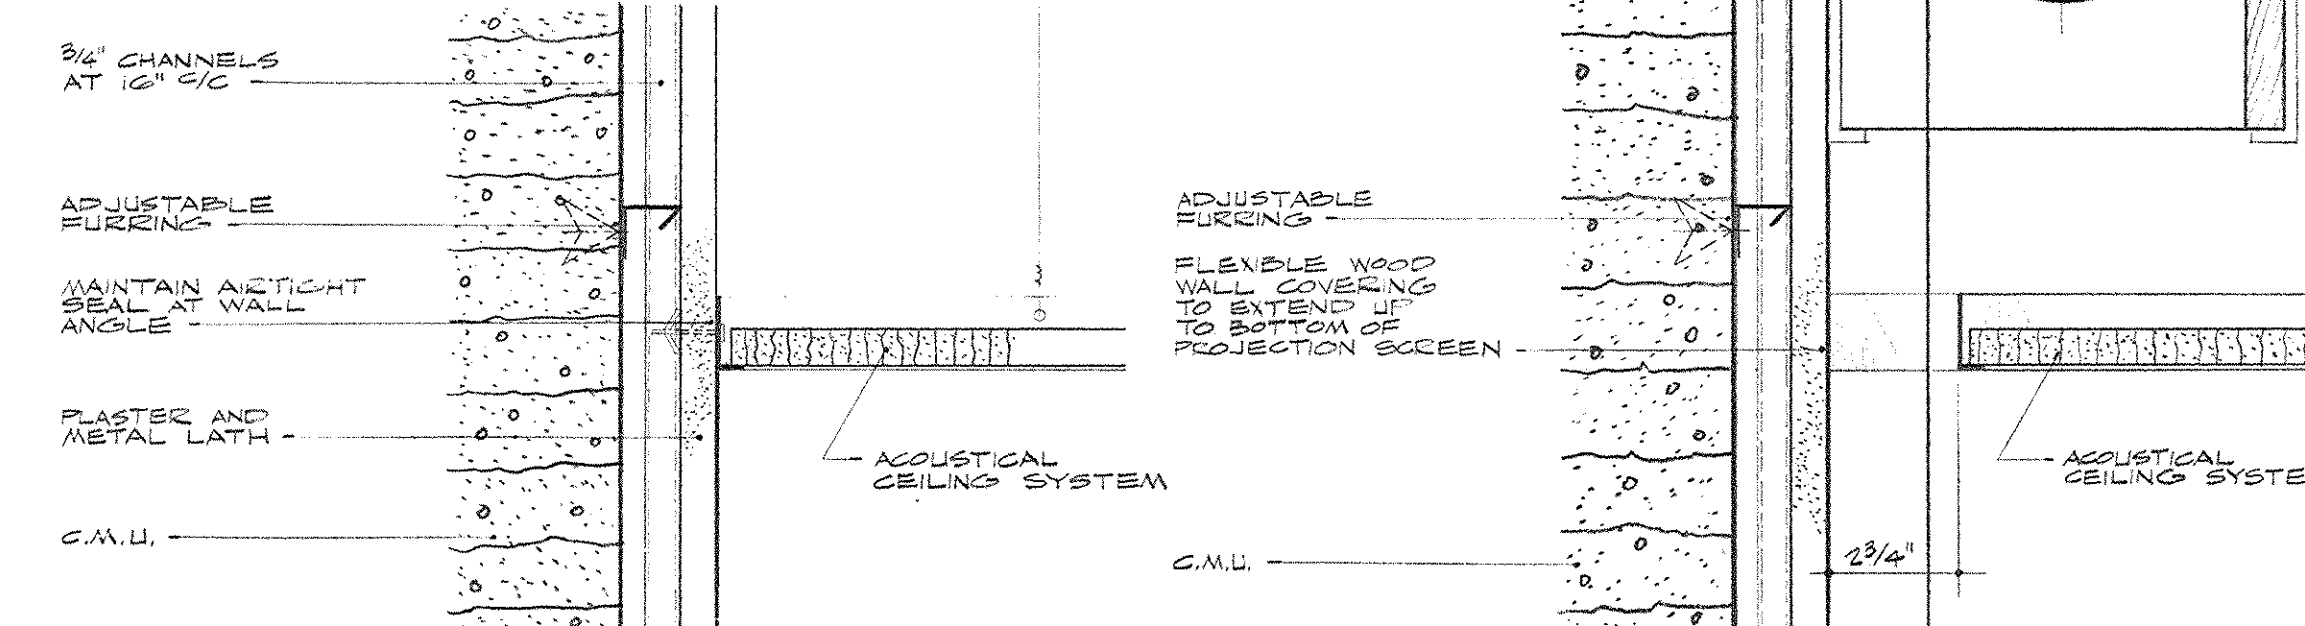 3/4" CHANNELS
AT 16" C/C
ADJUSTABLE
FURRING
MAINTAIN AIRTIGHT
SEAL AT WALL
ANGLE
PLASTER AND
METAL LATH
C.M.U.
ACOUSTICAL
CEILING SYSTEM
ADJUSTABLE
FURRING
FLEXIBLE WOOD
WALL COVERING
TO EXTEND UP
TO BOTTOM OF
PROJECTION SCREEN
C.M.U.
2 3/4"
ACOUSTICAL
CEILING SYSTE